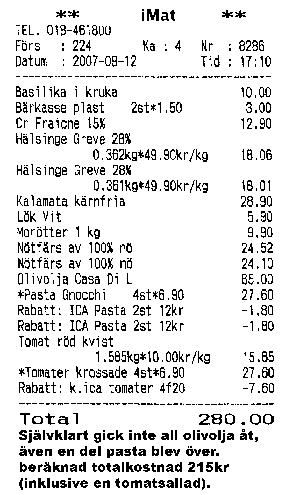 ** iMat **
TEL. 018-461800
Förs : 224 Ka : 4 Nr : 8286
Datum : 2007-09-12 Tid : 17:10
Basilika i kruka 10.00
Bärkasse plast 2st*1.50 3.00
Cr Fraiche 15% 12.90
Hälsinge Greve 28%
0.362kg*49.90kr/kg 18.06
Hälsinge Greve 28%
0.361kg*49.90kr/kg 18.01
Kalamata kärnfria 28.90
Lök Vit 5.90
Morötter 1 kg 9.90
Nötfärs av 100% nö 24.52
Nötfärs av 100% nö 24.10
Olivolja Casa Di L 65.00
*Pasta Gnocchi 4st*6.90 27.60
Rabatt: ICA Pasta 2st 12kr -1.80
Rabatt: ICA Pasta 2st 12kr -1.80
Tomat röd kvist
1.585kg*10.00kr/kg 15.85
*Tomater krossade 4st*6.90 27.60
Rabatt: k.ica tomater 4f20 -7.60
Total 280.00
Självklart gick inte all olivolja åt,
även en del pasta blev över.
beräknad totalkostnad 215kr
(inklusive en tomatsallad).